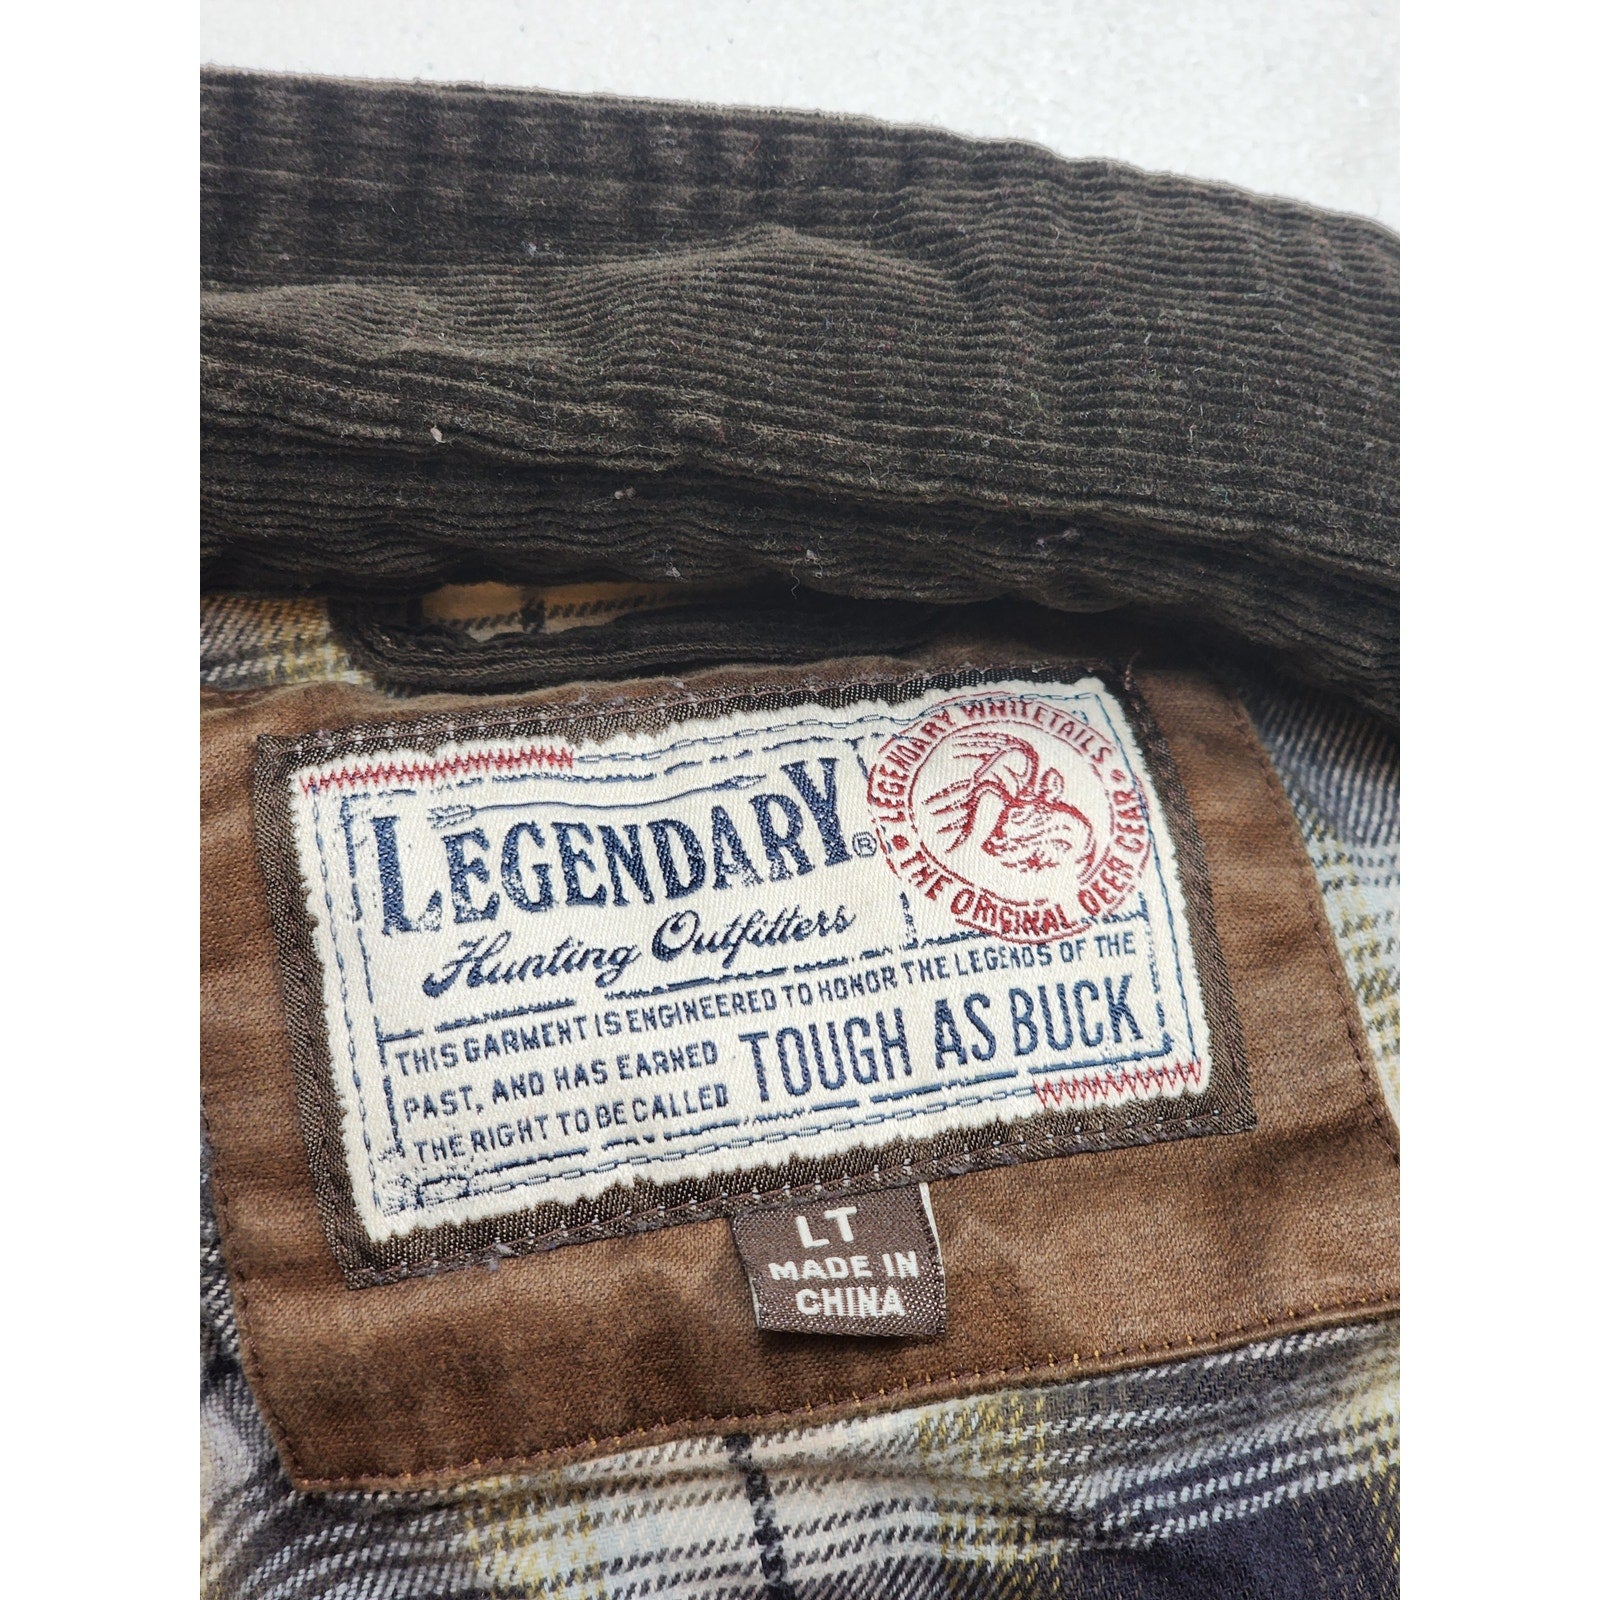 LEGENDARY®
Hunting Outfitters
LEGENDARY WHITETAILS
• THE ORIGINAL DEER GEAR •
THIS GARMENT IS ENGINEERED TO HONOR THE LEGENDS OF THE
PAST, AND HAS EARNED
THE RIGHT TO BE CALLED
TOUGH AS BUCK
LT
MADE IN
CHINA